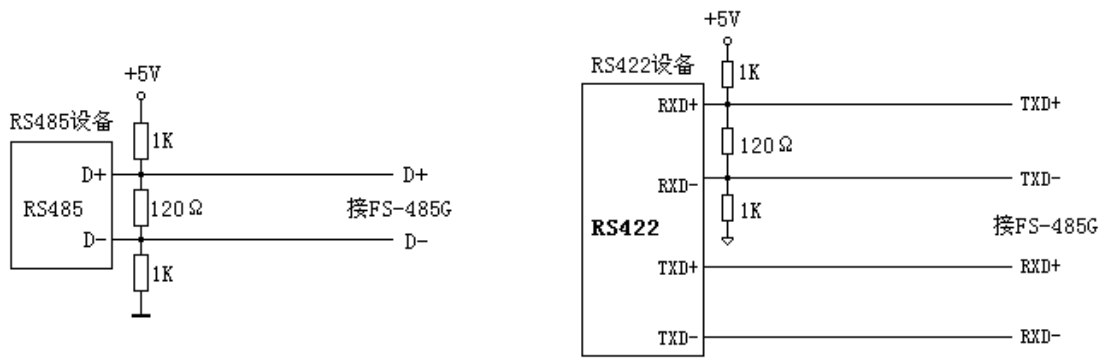 +5V
RS485设备
1K
D+
D+
RS485
120Ω
接FS-485G
D-
D-
1K
+5V
RS422设备
1K
RXD+
TXD+
120Ω
RXD-
TXD-
1K
RS422
接FS-485G
TXD+
RXD+
TXD-
RXD-